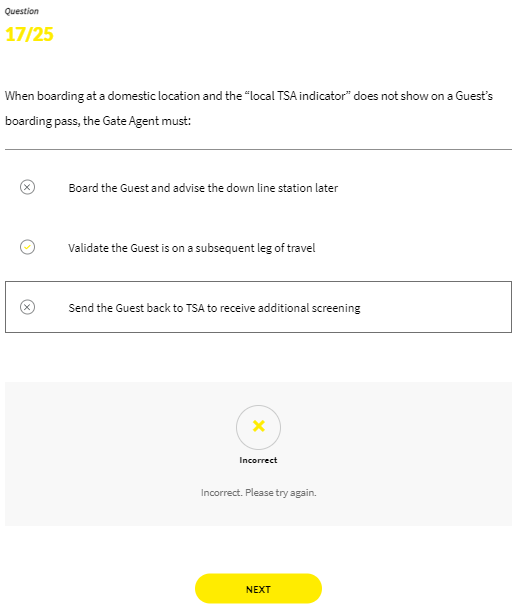 Question
17/25
When boarding at a domestic location and the “local TSA indicator” does not show on a Guest’s
boarding pass, the Gate Agent must:
Board the Guest and advise the down line station later
Validate the Guest is on a subsequent leg of travel
Send the Guest back to TSA to receive additional screening
Incorrect
Incorrect. Please try again.
NEXT